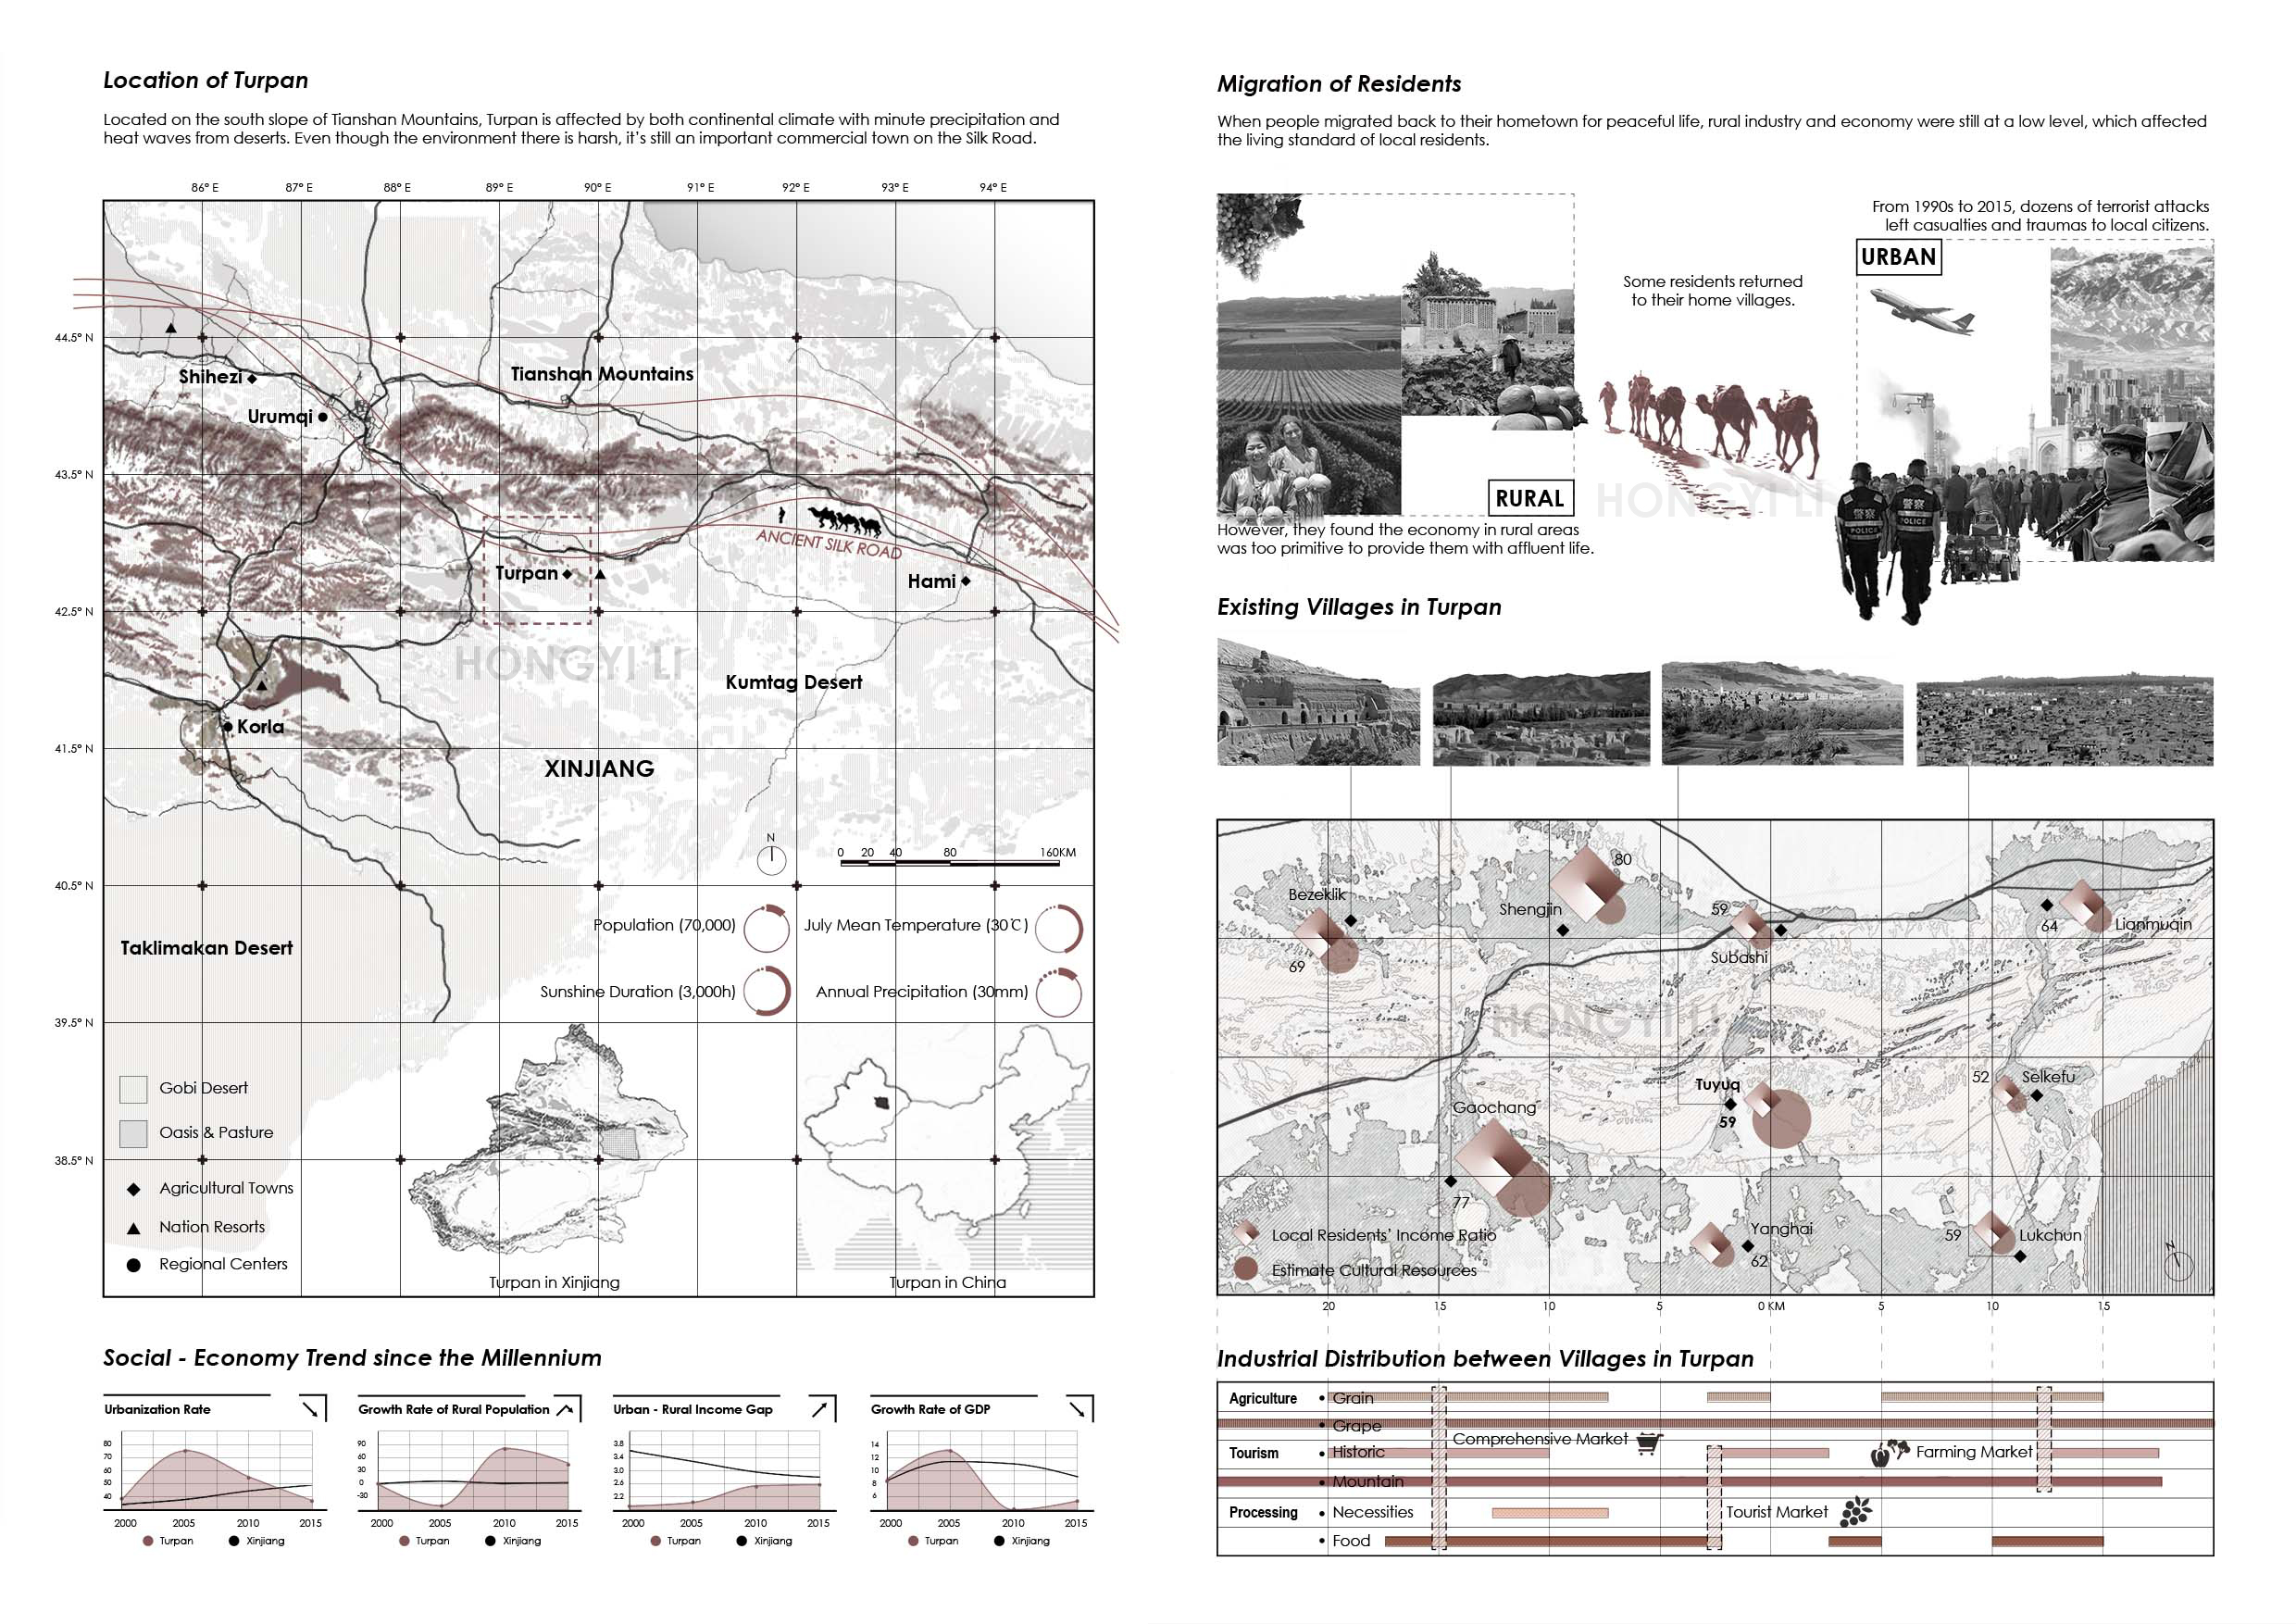 Location of Turpan
Located on the south slope of Tianshan Mountains, Turpan is affected by both continental climate with minute precipitation and
heat waves from deserts. Even though the environment there is harsh, it's still an important commercial town on the Silk Road.
86° E 87° E 88° E 89° E 90° E 91° E 92° E 93° E 94° E
44.5° N
43.5° N
42.5° N
41.5° N
40.5° N
39.5° N
38.5° N
Shihezi
Tianshan Mountains
Urumqi
ANCIENT SILK ROAD
Turpan
Hami
HONGYI LI
Kumtag Desert
Korla
XINJIANG
N
0 20 40 80 160KM
Population (70,000)
July Mean Temperature (30℃)
Taklimakan Desert
Sunshine Duration (3,000h)
Annual Precipitation (30mm)
Gobi Desert
Oasis & Pasture
Agricultural Towns
Nation Resorts
Regional Centers
Turpan in Xinjiang
Turpan in China
Social - Economy Trend since the Millennium
Urbanization Rate
80
70
60
50
40
2000 2005 2010 2015
Turpan Xinjiang
Growth Rate of Rural Population
90
60
30
0
-30
2000 2005 2010 2015
Turpan Xinjiang
Urban - Rural Income Gap
3.8
3.4
3.0
2.6
2.2
2000 2005 2010 2015
Turpan Xinjiang
Growth Rate of GDP
14
12
10
8
6
2000 2005 2010 2015
Turpan Xinjiang
Migration of Residents
When people migrated back to their hometown for peaceful life, rural industry and economy were still at a low level, which affected
the living standard of local residents.
From 1990s to 2015, dozens of terrorist attacks
left casualties and traumas to local citizens.
URBAN
Some residents returned
to their home villages.
RURAL
HONGYI LI
警察
POLICE
警察
POLICE
However, they found the economy in rural areas
was too primitive to provide them with affluent life.
Existing Villages in Turpan
80
Bezeklik
Shengjin
59
64
Lianmuqin
69
Subashi
HONGYI LI
Tuyuq
59
52
Selkefu
Gaochang
77
Yanghai
62
59
Lukchun
Local Residents' Income Ratio
Estimate Cultural Resources
N
20 15 10 5 0 KM 5 10 15
Industrial Distribution between Villages in Turpan
Agriculture • Grain
• Grape
Comprehensive Market
Tourism • Historic
Farming Market
• Mountain
Processing • Necessities
Tourist Market
• Food